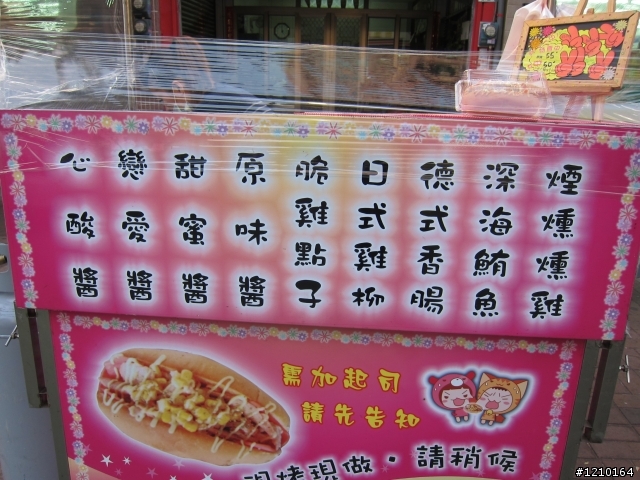 煙燻燻雞
深海鮪魚
德式香腸
日式雞柳
脆雞點子
原味醬
甜蜜醬
戀愛醬
心酸醬
需加起司
請先告知
現烤現做・請稍候
#1210164